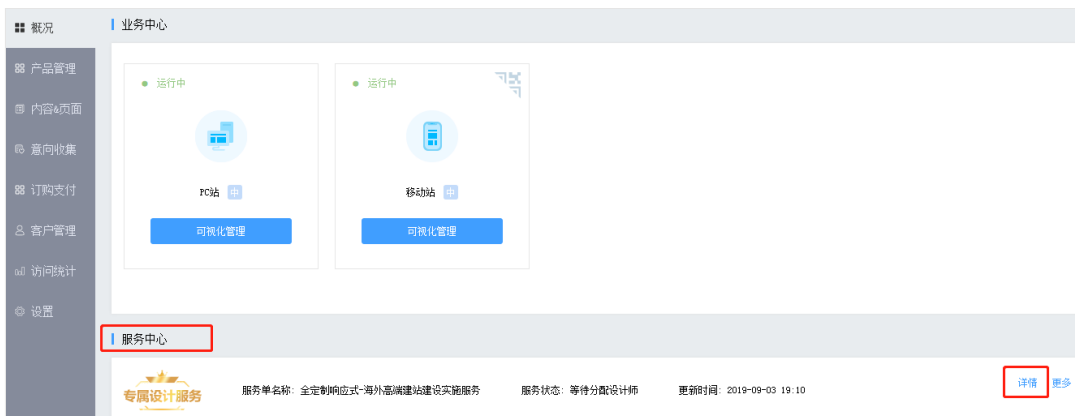 概况
产品管理
内容&页面
意向收集
订购支付
客户管理
访问统计
设置
业务中心
运行中
PC站 中
可视化管理
运行中
移动站 中
可视化管理
服务中心
专属设计服务
服务单名称: 全定制响应式-海外高端建站建设实施服务
服务状态: 等待分配设计师
更新时间: 2019-09-03 19:10
详情
更多